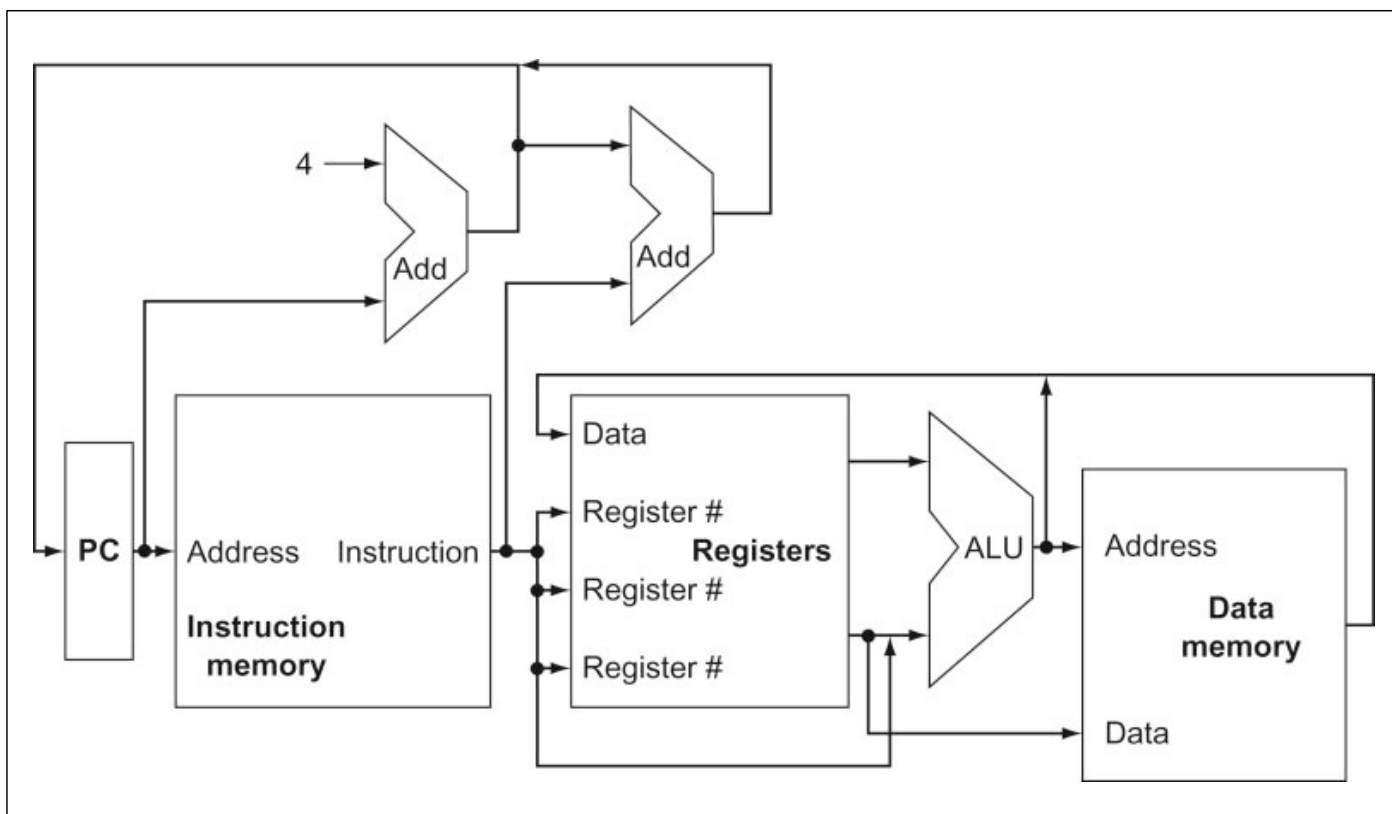 4
Add
Add
Data
Register #
Register #
Register #
Registers
PC
Address
Instruction
Instruction
memory
ALU
Address
Data
memory
Data